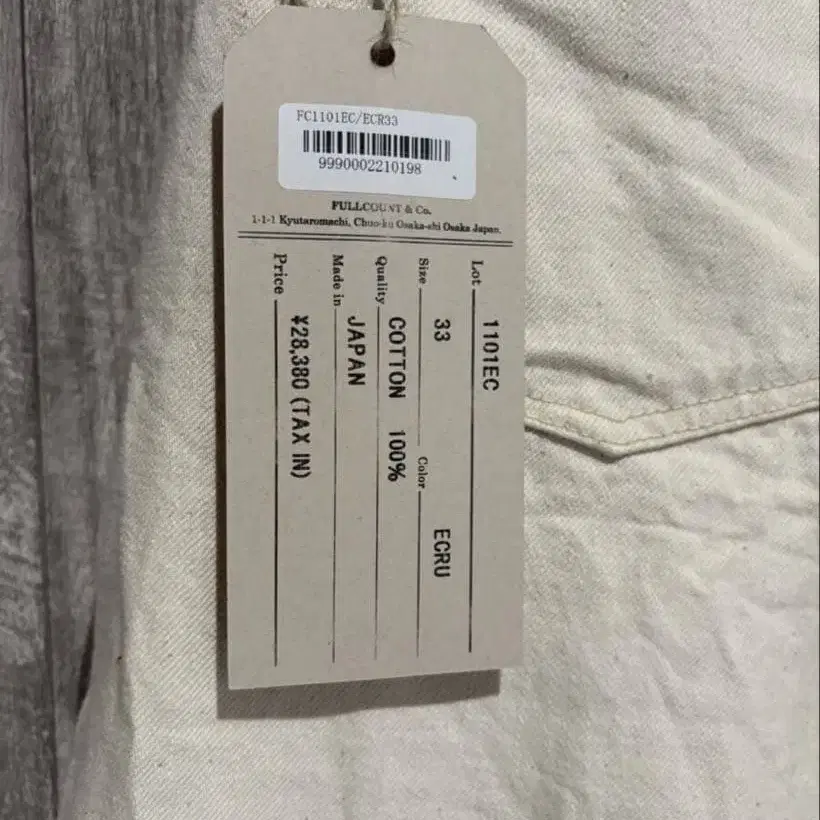 FC1101EC/ECR33
9990002210198
FULLCOUNT & Co.
1-1-1 Kyutaromachi, Chuo-ku Osaka-shi Osaka Japan.
Lot 1101EC
Size 33 Color ECRU
Quality COTTON 100%
Made in JAPAN
Price ¥28,380 (TAX IN)